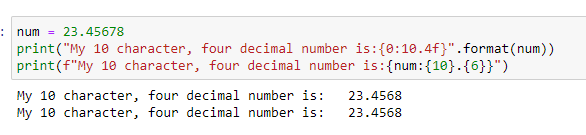 : num = 23.45678
print("My 10 character, four decimal number is:{0:10.4f}".format(num))
print(f"My 10 character, four decimal number is:{num:{10}.{6}}")
My 10 character, four decimal number is:   23.4568
My 10 character, four decimal number is:   23.4568